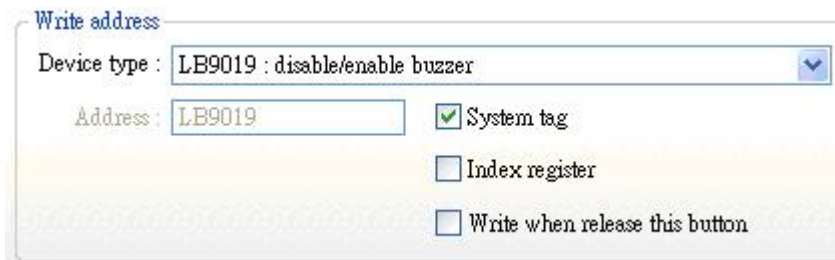 Write address
Device type : LB9019 : disable/enable buzzer
Address : LB9019 System tag
Index register
Write when release this button